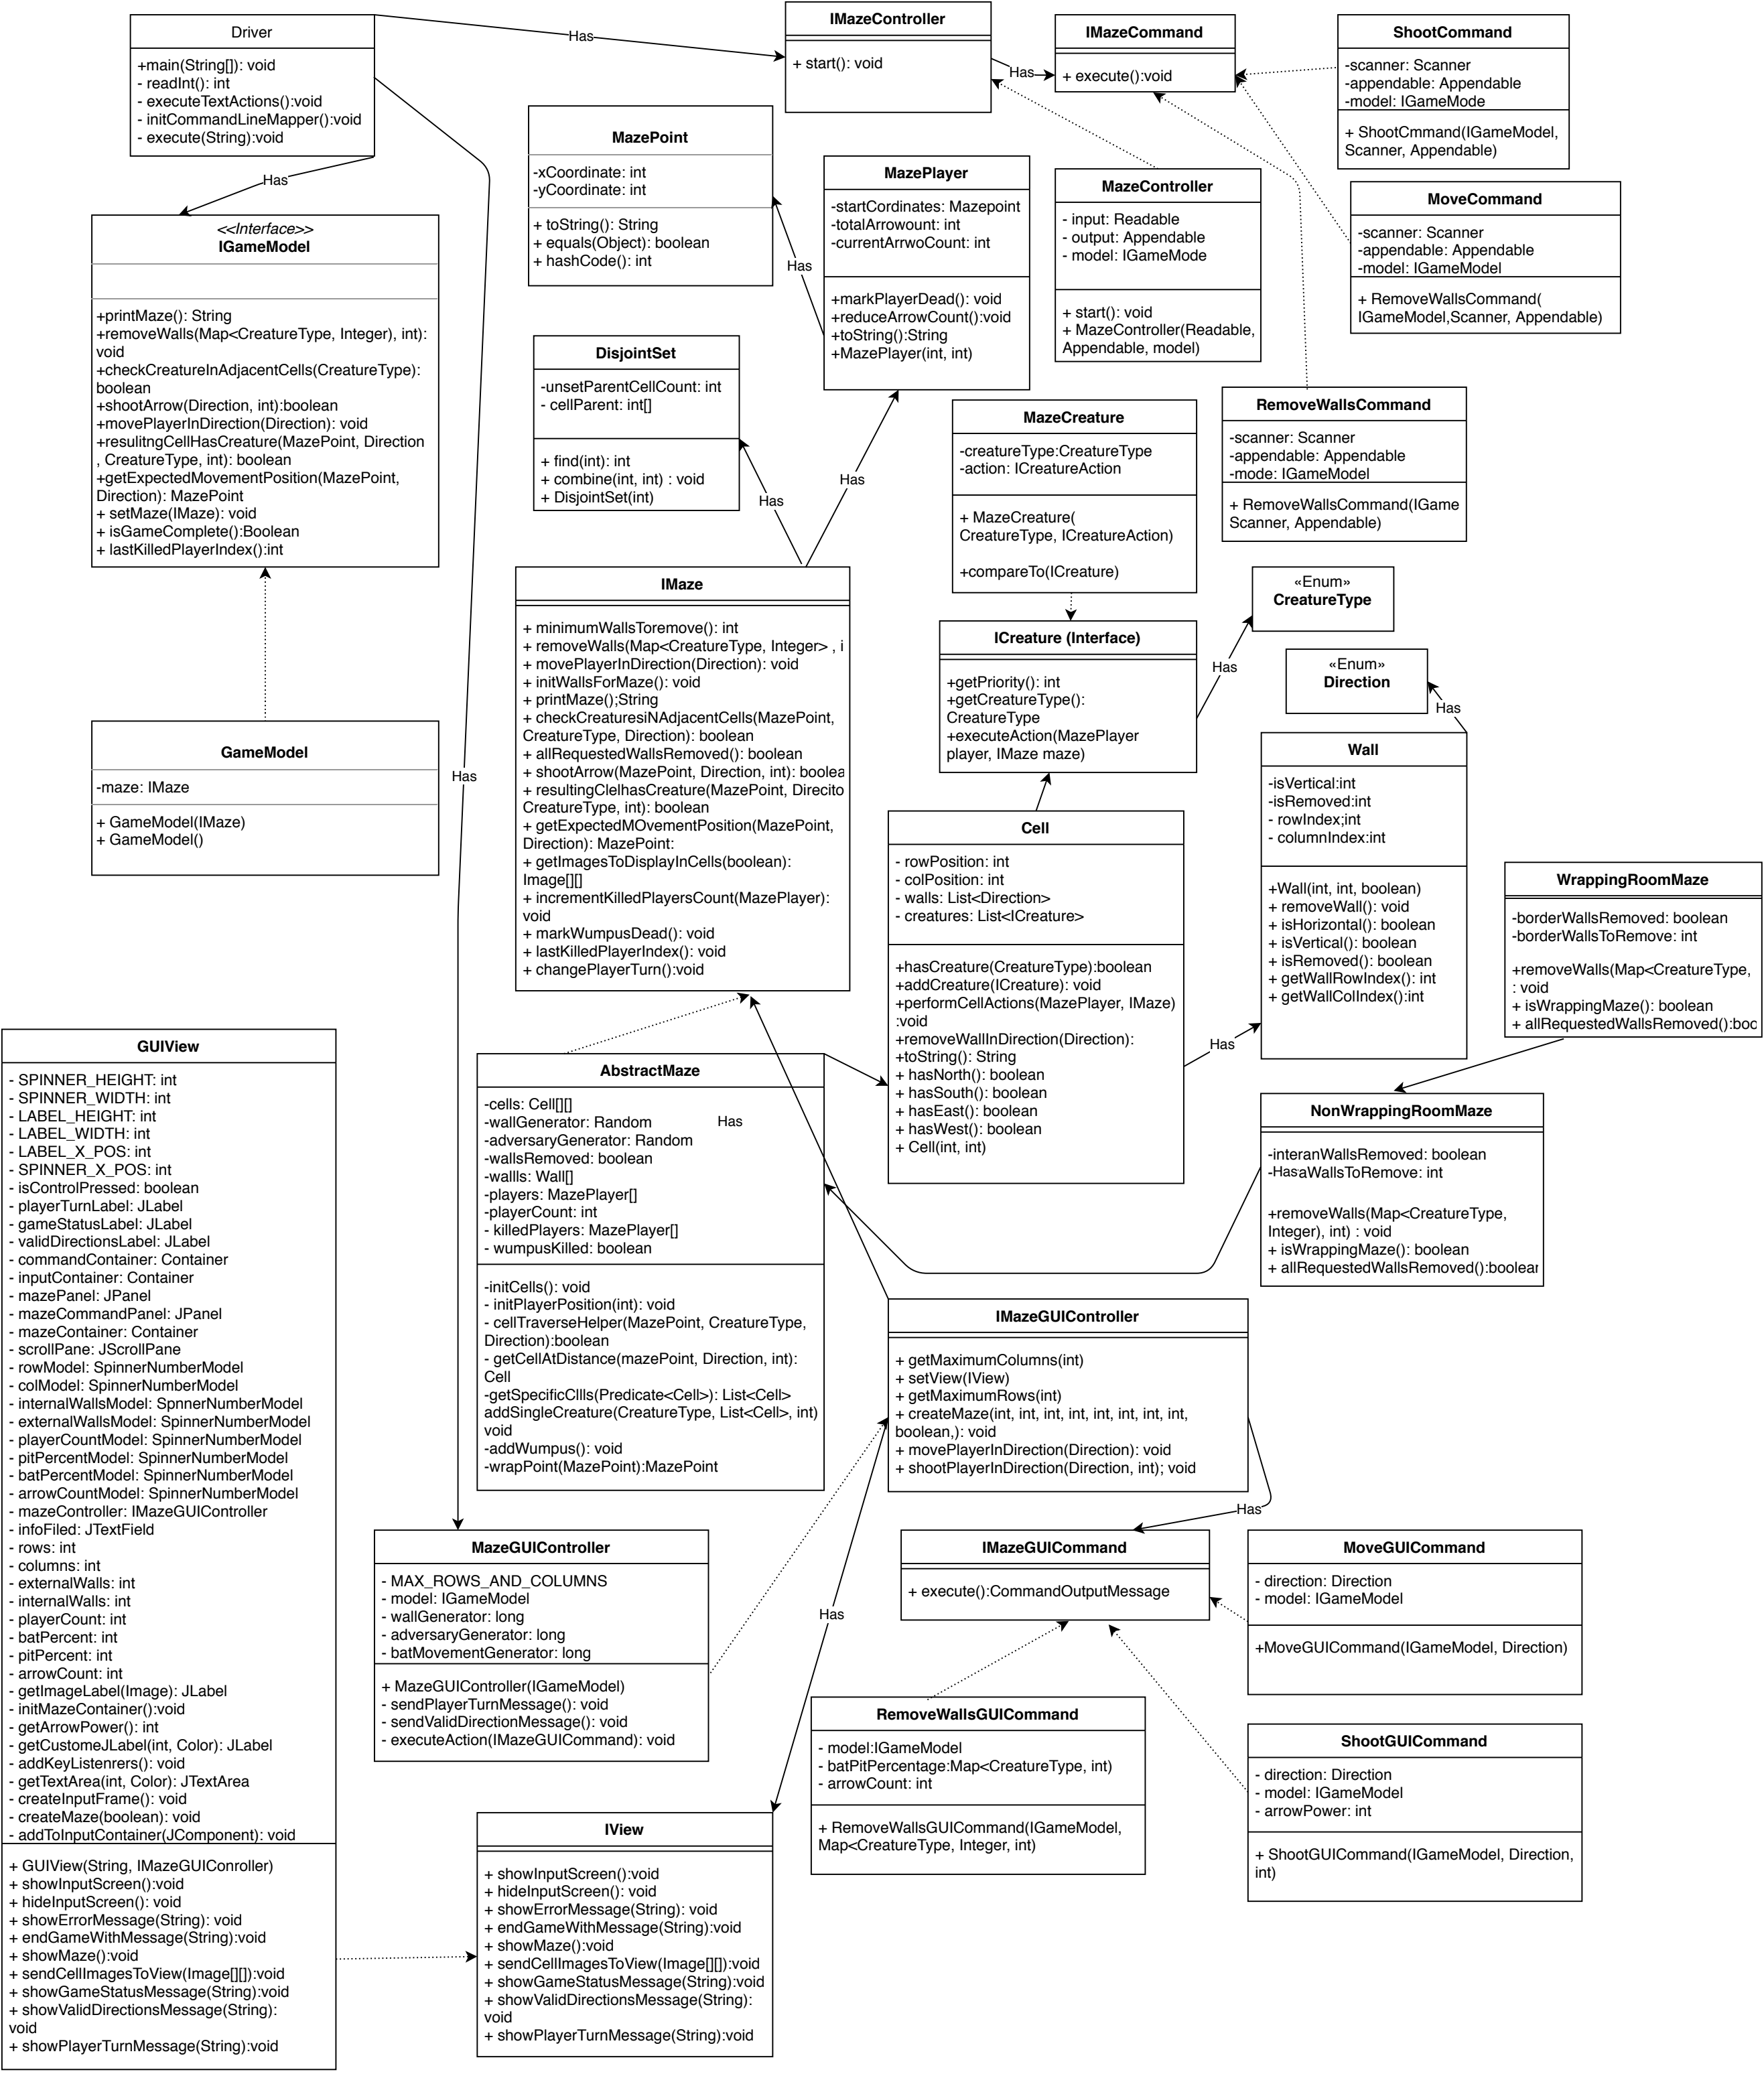 Driver
+main(String[]): void
- readInt(): int
- executeTextActions():void
- initCommandLineMapper():void
- execute(String):void
Has
IMazeController
+ start(): void
Has
IMazeCommand
+ execute():void
ShootCommand
-scanner: Scanner
-appendable: Appendable
-model: IGameMode
+ ShootCmmand(IGameModel,
Scanner, Appendable)
MazePoint
-xCoordinate: int
-yCoordinate: int
+ toString(): String
+ equals(Object): boolean
+ hashCode(): int
MazePlayer
-startCordinates: Mazepoint
-totalArrowount: int
-currentArrwoCount: int
+markPlayerDead(): void
+reduceArrowCount():void
+toString():String
+MazePlayer(int, int)
Has
MazeController
- input: Readable
- output: Appendable
- model: IGameMode
+ start(): void
+ MazeController(Readable,
Appendable, model)
MoveCommand
-scanner: Scanner
-appendable: Appendable
-model: IGameModel
+ RemoveWallsCommand(
IGameModel,Scanner, Appendable)
Has
<<Interface>>
IGameModel
+printMaze(): String
+removeWalls(Map<CreatureType, Integer), int):
void
+checkCreatureInAdjacentCells(CreatureType):
boolean
+shootArrow(Direction, int):boolean
+movePlayerInDirection(Direction): void
+resulitngCellHasCreature(MazePoint, Direction
, CreatureType, int): boolean
+getExpectedMovementPosition(MazePoint,
Direction): MazePoint
+ setMaze(IMaze): void
+ isGameComplete():Boolean
+ lastKilledPlayerIndex():int
DisjointSet
-unsetParentCellCount: int
- cellParent: int[]
+ find(int): int
+ combine(int, int) : void
+ DisjointSet(int)
Has
Has
MazeCreature
-creatureType:CreatureType
-action: ICreatureAction
+ MazeCreature(
CreatureType, ICreatureAction)
+compareTo(ICreature)
RemoveWallsCommand
-scanner: Scanner
-appendable: Appendable
-mode: IGameModel
+ RemoveWallsCommand(IGame
Scanner, Appendable)
IMaze
+ minimumWallsToremove(): int
+ removeWalls(Map<CreatureType, Integer> , i
+ movePlayerInDirection(Direction): void
+ initWallsForMaze(): void
+ printMaze();String
+ checkCreaturesiNAdjacentCells(MazePoint,
CreatureType, Direction): boolean
+ allRequestedWallsRemoved(): boolean
+ shootArrow(MazePoint, Direction, int): boolea
+ resultingClelhasCreature(MazePoint, Direcito
CreatureType, int): boolean
+ getExpectedMOvementPosition(MazePoint,
Direction): MazePoint:
+ getImagesToDisplayInCells(boolean):
Image[][]
+ incrementKilledPlayersCount(MazePlayer):
void
+ markWumpusDead(): void
+ lastKilledPlayerIndex(): void
+ changePlayerTurn():void
ICreature (Interface)
+getPriority(): int
+getCreatureType():
CreatureType
+executeAction(MazePlayer
player, IMaze maze)
Has
«Enum»
CreatureType
«Enum»
Direction
Has
GameModel
-maze: IMaze
+ GameModel(IMaze)
+ GameModel()
Has
Cell
- rowPosition: int
- colPosition: int
- walls: List<Direction>
- creatures: List<ICreature>
+hasCreature(CreatureType):boolean
+addCreature(ICreature): void
+performCellActions(MazePlayer, IMaze)
:void
+removeWallInDirection(Direction):
+toString(): String
+ hasNorth(): boolean
+ hasSouth(): boolean
+ hasEast(): boolean
+ hasWest(): boolean
+ Cell(int, int)
Has
Wall
-isVertical:int
-isRemoved:int
- rowIndex;int
- columnIndex:int
+Wall(int, int, boolean)
+ removeWall(): void
+ isHorizontal(): boolean
+ isVertical(): boolean
+ isRemoved(): boolean
+ getWallRowIndex(): int
+ getWallColIndex():int
WrappingRoomMaze
-borderWallsRemoved: boolean
-borderWallsToRemove: int
+removeWalls(Map<CreatureType,
: void
+ isWrappingMaze(): boolean
+ allRequestedWallsRemoved():boo
GUIView
- SPINNER_HEIGHT: int
- SPINNER_WIDTH: int
- LABEL_HEIGHT: int
- LABEL_WIDTH: int
- LABEL_X_POS: int
- SPINNER_X_POS: int
- isControlPressed: boolean
- playerTurnLabel: JLabel
- gameStatusLabel: JLabel
- validDirectionsLabel: JLabel
- commandContainer: Container
- inputContainer: Container
- mazePanel: JPanel
- mazeCommandPanel: JPanel
- mazeContainer: Container
- scrollPane: JScrollPane
- rowModel: SpinnerNumberModel
- colModel: SpinnerNumberModel
- internalWallsModel: SpnnerNumberModel
- externalWallsModel: SpinnerNumberModel
- playerCountModel: SpinnerNumberModel
- pitPercentModel: SpinnerNumberModel
- batPercentModel: SpinnerNumberModel
- arrowCountModel: SpinnerNumberModel
- mazeController: IMazeGUIController
- infoFiled: JTextField
- rows: int
- columns: int
- externalWalls: int
- internalWalls: int
- playerCount: int
- batPercent: int
- pitPercent: int
- arrowCount: int
- getImageLabel(Image): JLabel
- initMazeContainer():void
- getArrowPower(): int
- getCustomeJLabel(int, Color): JLabel
- addKeyListenrers(): void
- getTextArea(int, Color): JTextArea
- createInputFrame(): void
- createMaze(boolean): void
- addToInputContainer(JComponent): void
+ GUIView(String, IMazeGUIConroller)
+ showInputScreen():void
+ hideInputScreen(): void
+ showErrorMessage(String): void
+ endGameWithMessage(String):void
+ showMaze():void
+ sendCellImagesToView(Image[][]):void
+ showGameStatusMessage(String):void
+ showValidDirectionsMessage(String):
void
+ showPlayerTurnMessage(String):void
AbstractMaze
-cells: Cell[][]
-wallGenerator: Random
-adversaryGenerator: Random
-wallsRemoved: boolean
-wallls: Wall[]
-players: MazePlayer[]
-playerCount: int
- killedPlayers: MazePlayer[]
- wumpusKilled: boolean
-initCells(): void
- initPlayerPosition(int): void
- cellTraverseHelper(MazePoint, CreatureType,
Direction):boolean
- getCellAtDistance(mazePoint, Direction, int):
Cell
-getSpecificCllls(Predicate<Cell>): List<Cell>
addSingleCreature(CreatureType, List<Cell>, int)
void
-addWumpus(): void
-wrapPoint(MazePoint):MazePoint
Has
NonWrappingRoomMaze
-interanWallsRemoved: boolean
-HasaWallsToRemove: int
+removeWalls(Map<CreatureType,
Integer), int) : void
+ isWrappingMaze(): boolean
+ allRequestedWallsRemoved():boolear
IMazeGUIController
+ getMaximumColumns(int)
+ setView(IView)
+ getMaximumRows(int)
+ createMaze(int, int, int, int, int, int, int, int,
boolean,): void
+ movePlayerInDirection(Direction): void
+ shootPlayerInDirection(Direction, int); void
Has
MazeGUIController
- MAX_ROWS_AND_COLUMNS
- model: IGameModel
- wallGenerator: long
- adversaryGenerator: long
- batMovementGenerator: long
+ MazeGUIController(IGameModel)
- sendPlayerTurnMessage(): void
- sendValidDirectionMessage(): void
- executeAction(IMazeGUICommand): void
Has
IMazeGUICommand
+ execute():CommandOutputMessage
MoveGUICommand
- direction: Direction
- model: IGameModel
+MoveGUICommand(IGameModel, Direction)
RemoveWallsGUICommand
- model:IGameModel
- batPitPercentage:Map<CreatureType, int)
- arrowCount: int
+ RemoveWallsGUICommand(IGameModel,
Map<CreatureType, Integer, int)
ShootGUICommand
- direction: Direction
- model: IGameModel
- arrowPower: int
+ ShootGUICommand(IGameModel, Direction,
int)
IView
+ showInputScreen():void
+ hideInputScreen(): void
+ showErrorMessage(String): void
+ endGameWithMessage(String):void
+ showMaze():void
+ sendCellImagesToView(Image[][]):void
+ showGameStatusMessage(String):void
+ showValidDirectionsMessage(String):
void
+ showPlayerTurnMessage(String):void